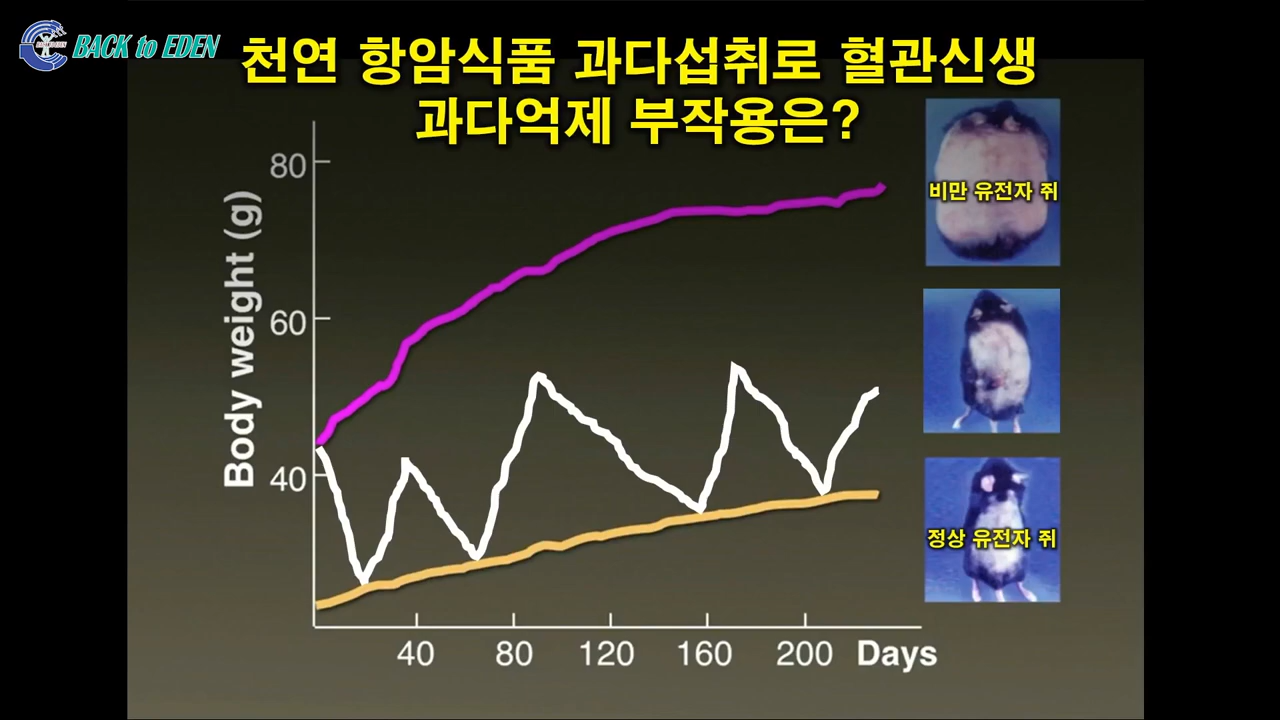 BACK to EDEN
천연 항암식품 과다섭취로 혈관신생
과다억제 부작용은?
80
60
40
Body weight (g)
40 80 120 160 200 Days
비만 유전자 쥐
정상 유전자 쥐